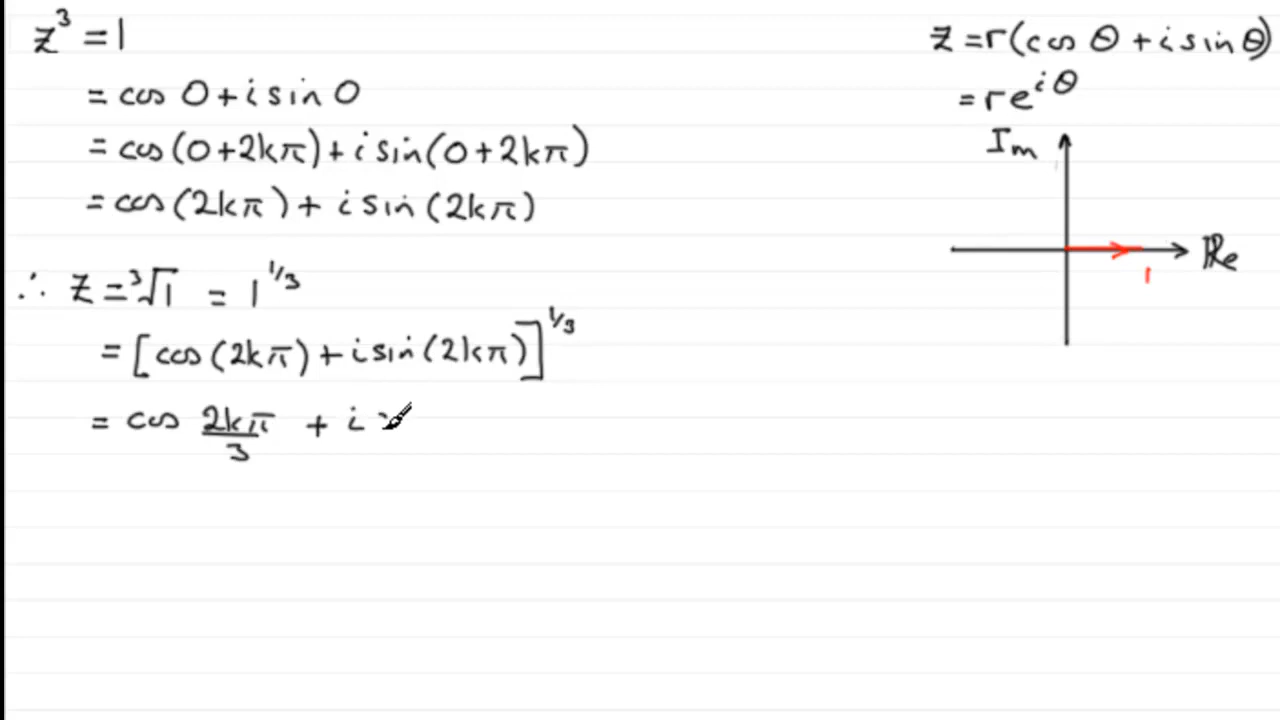 z³ = 1
= cos 0 + i sin 0
= cos(0+2kπ) + i sin(0+2kπ)
= cos(2kπ) + i sin(2kπ)
∴ z = ³√1 = 1^(1/3)
= [cos(2kπ) + i sin(2kπ)]^(1/3)
= cos 2kπ/3 + i
z = r(cos θ + i sin θ)
= re^(iθ)
Im
Re
1